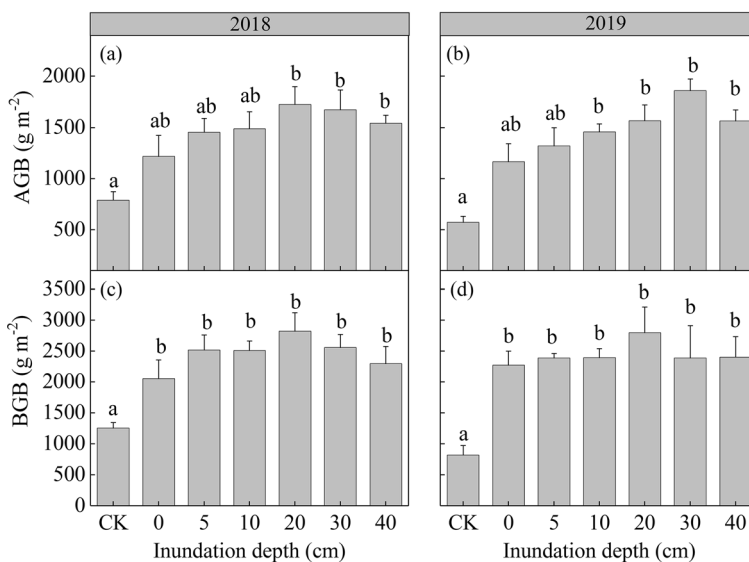 2018
2019
(a)
a
ab
ab
ab
b
b
b
AGB (g m⁻²)
2000
1500
1000
500
(b)
a
ab
ab
b
b
b
b
(c)
a
b
b
b
b
b
b
BGB (g m⁻²)
3500
3000
2500
2000
1500
1000
500
0
(d)
a
b
b
b
b
b
b
CK 0 5 10 20 30 40
CK 0 5 10 20 30 40
Inundation depth (cm)
Inundation depth (cm)